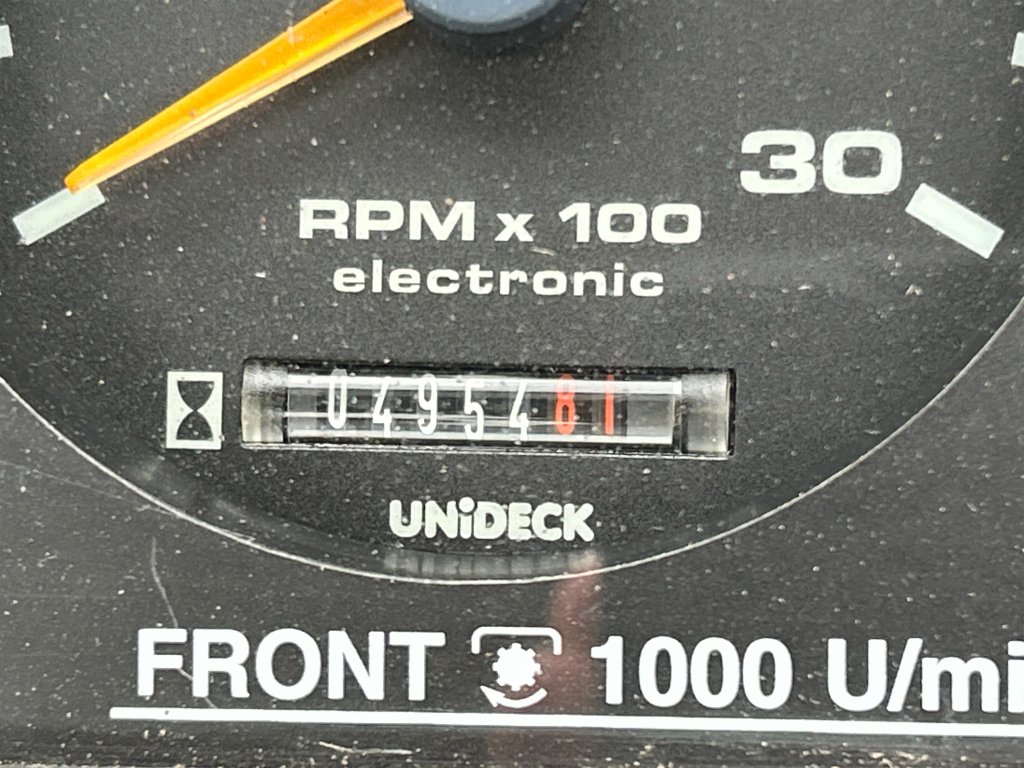 30
RPM x 100
electronic
0495481
UNiDECK
FRONT 1000 U/mi